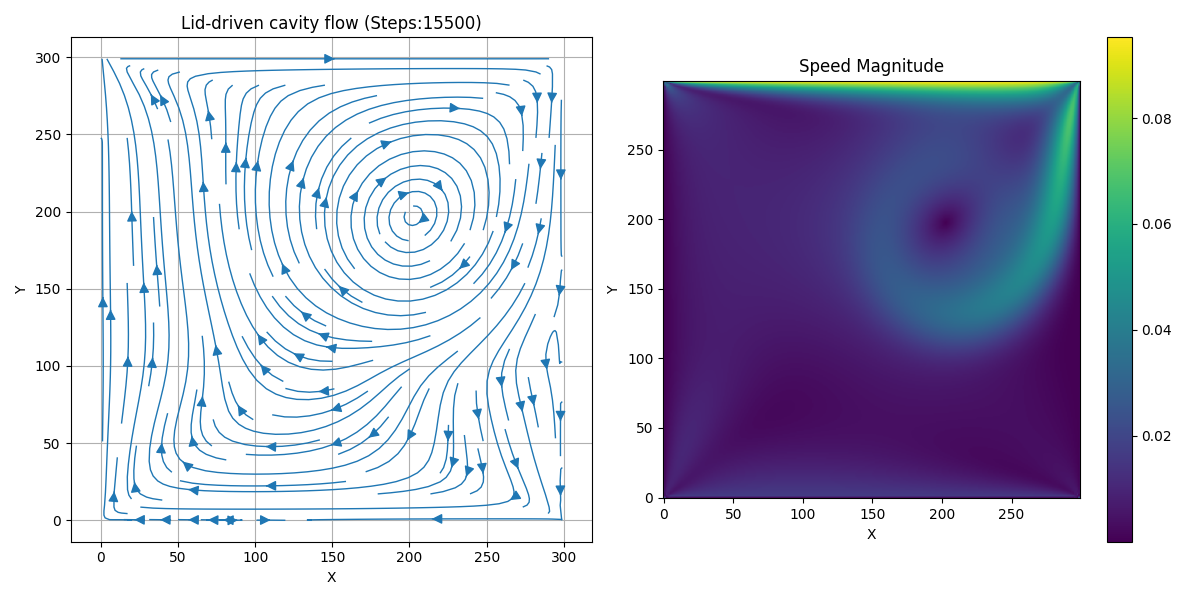 Lid-driven cavity flow (Steps:15500)
300
250
200
150
100
50
0
Y
0 50 100 150 200 250 300
X
Speed Magnitude
250
200
150
100
50
0
Y
0 50 100 150 200 250
X
0.08
0.06
0.04
0.02